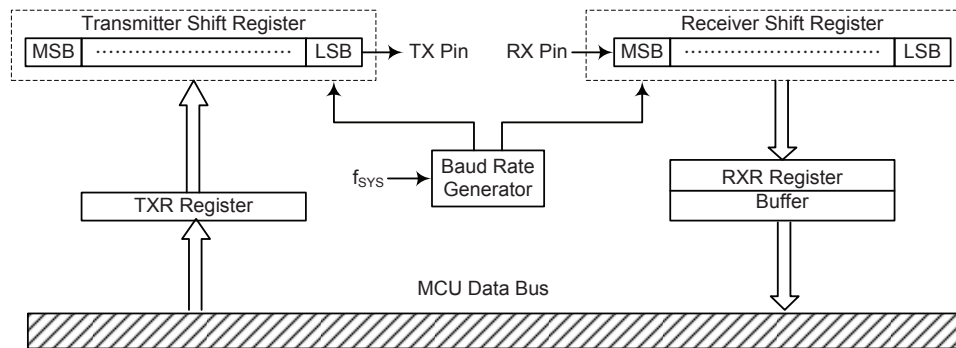 Transmitter Shift Register
MSB ........................................ LSB
TX Pin
RX Pin
Receiver Shift Register
MSB ........................................ LSB
fSYS
Baud Rate
Generator
TXR Register
RXR Register
Buffer
MCU Data Bus